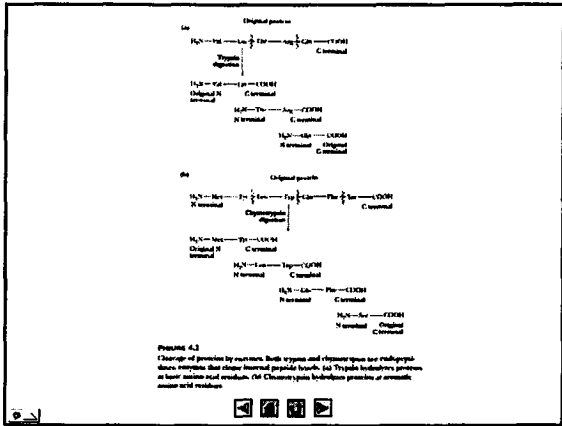 Original protein
(a)
H₂N — Val Thr Arg Gln — COOH
C terminal
Trypsin
digestion
H₂N — Val COOH
Original N C terminal
terminal
H₂N — Thr Arg — COOH
N terminal C terminal
H₂N — Gln COOH
N terminal Original
C terminal
(b)
Original protein
H₂N — Met Tyr Leu Trp Gln — Phe Ser — COOH
N terminal C terminal
Chymotrypsin
digestion
H₂N — Met Tyr — COOH
Original N C terminal
terminal
H₂N — Leu Trp — COOH
N terminal C terminal
H₂N — Gln Phe — COOH
N terminal C terminal
H₂N — Ser — COOH
N terminal Original
C terminal
FIGURE 4.2
Cleavage of proteins by enzymes. Both trypsin and chymotrypsin are endopepti-
dases, enzymes that cleave internal peptide bonds. (a) Trypsin hydrolyzes proteins
at basic amino acid residues. (b) Chymotrypsin hydrolyzes proteins at aromatic
amino acid residues.